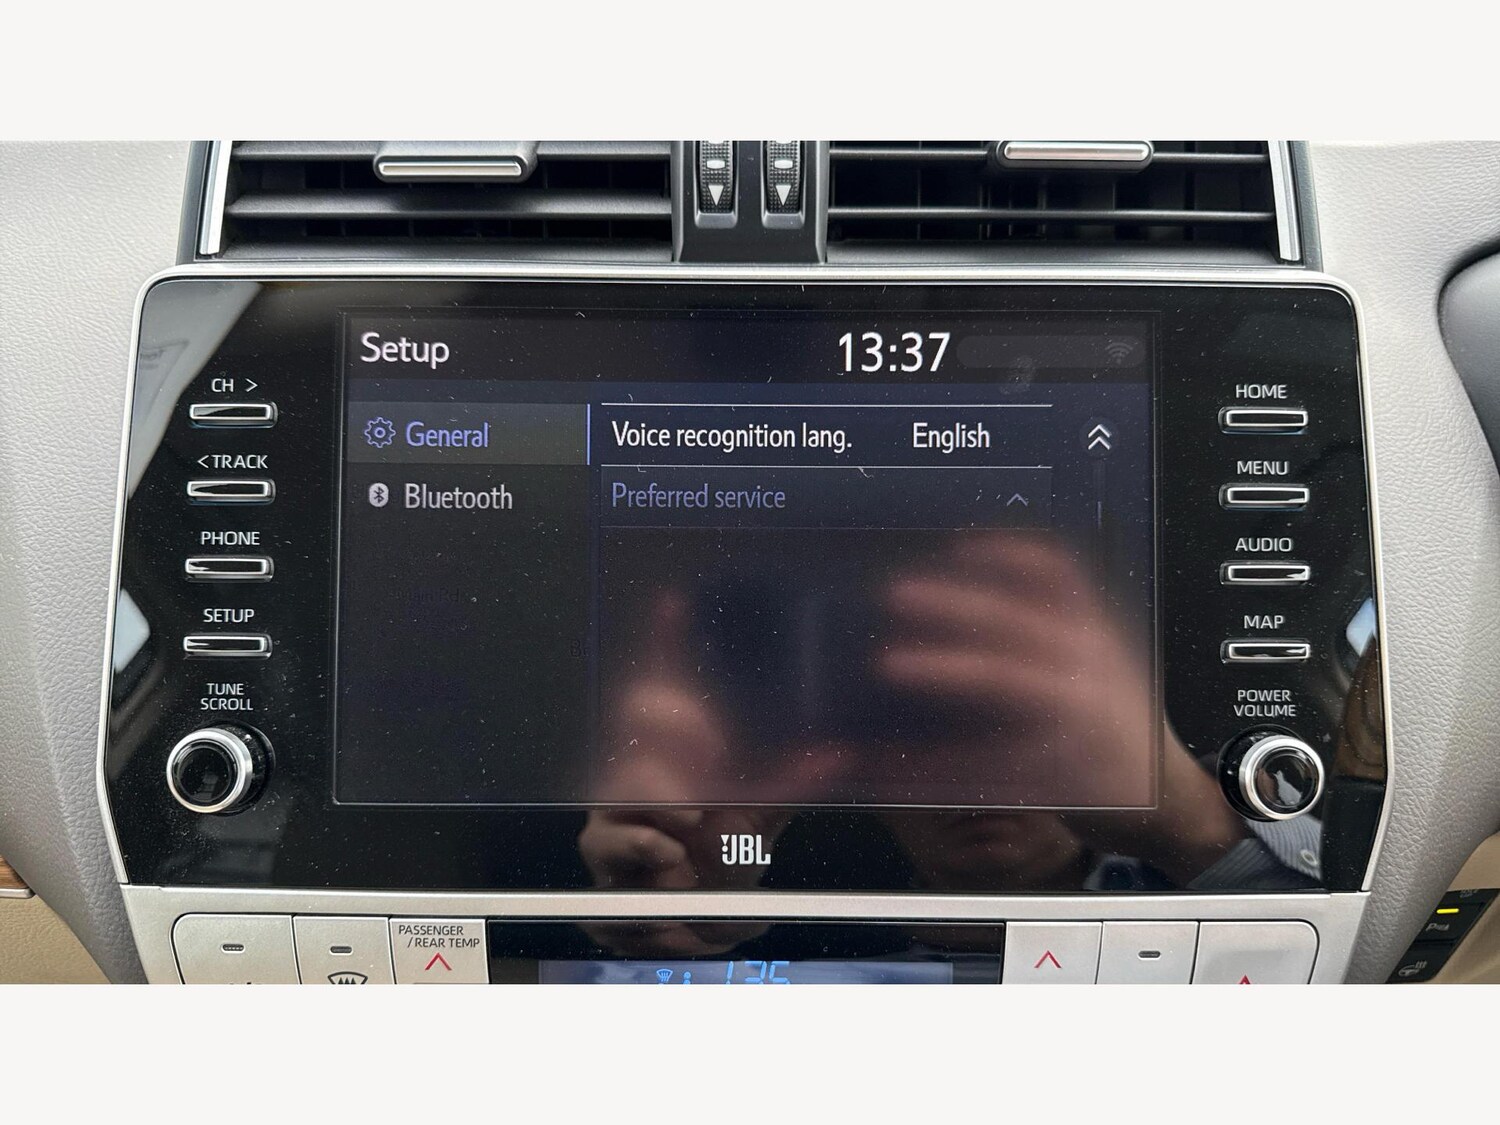 Setup 13:37
General
Bluetooth
Voice recognition lang. English
Preferred service
CH >
<TRACK
PHONE
SETUP
TUNE
SCROLL
HOME
MENU
AUDIO
MAP
POWER
VOLUME
JBL
PASSENGER
/REAR TEMP